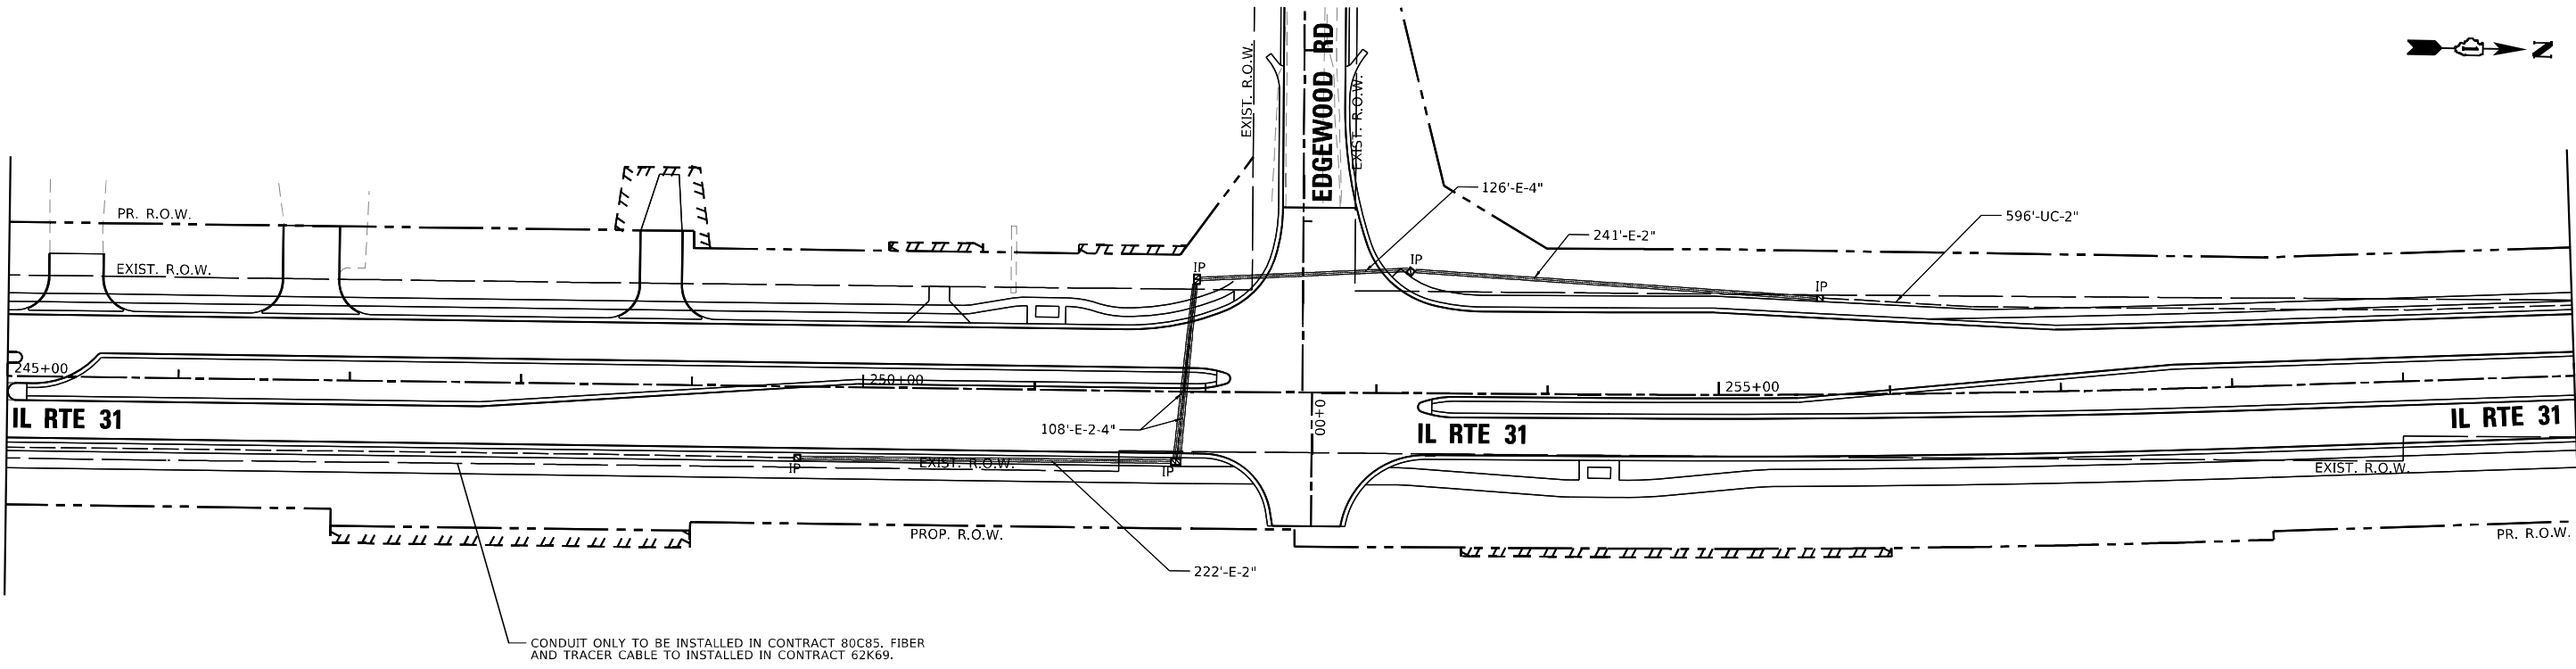 N
EDGEWOOD RD
EXIST. R.O.W.
EXIST. R.O.W.
126'-E-4"
596'-UC-2"
241'-E-2"
PR. R.O.W.
EXIST. R.O.W.
IP
IP
IP
245+00
250+00
255+00
0+00
IL RTE 31
IL RTE 31
IL RTE 31
108'-E-2-4"
EXIST. R.O.W.
IP
IP
EXIST. R.O.W.
PROP. R.O.W.
PR. R.O.W.
222'-E-2"
CONDUIT ONLY TO BE INSTALLED IN CONTRACT 80C85. FIBER
AND TRACER CABLE TO INSTALLED IN CONTRACT 62K69.